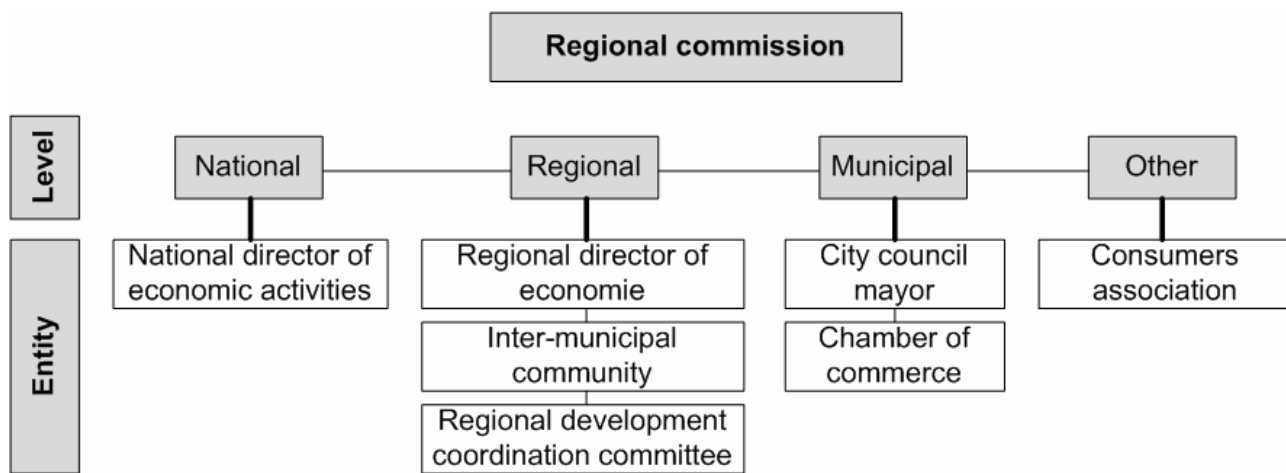 Regional commission
Level
National
Regional
Municipal
Other
Entity
National director of
economic activities
Regional director of
economie
City council
mayor
Consumers
association
Inter-municipal
community
Chamber of
commerce
Regional development
coordination committee